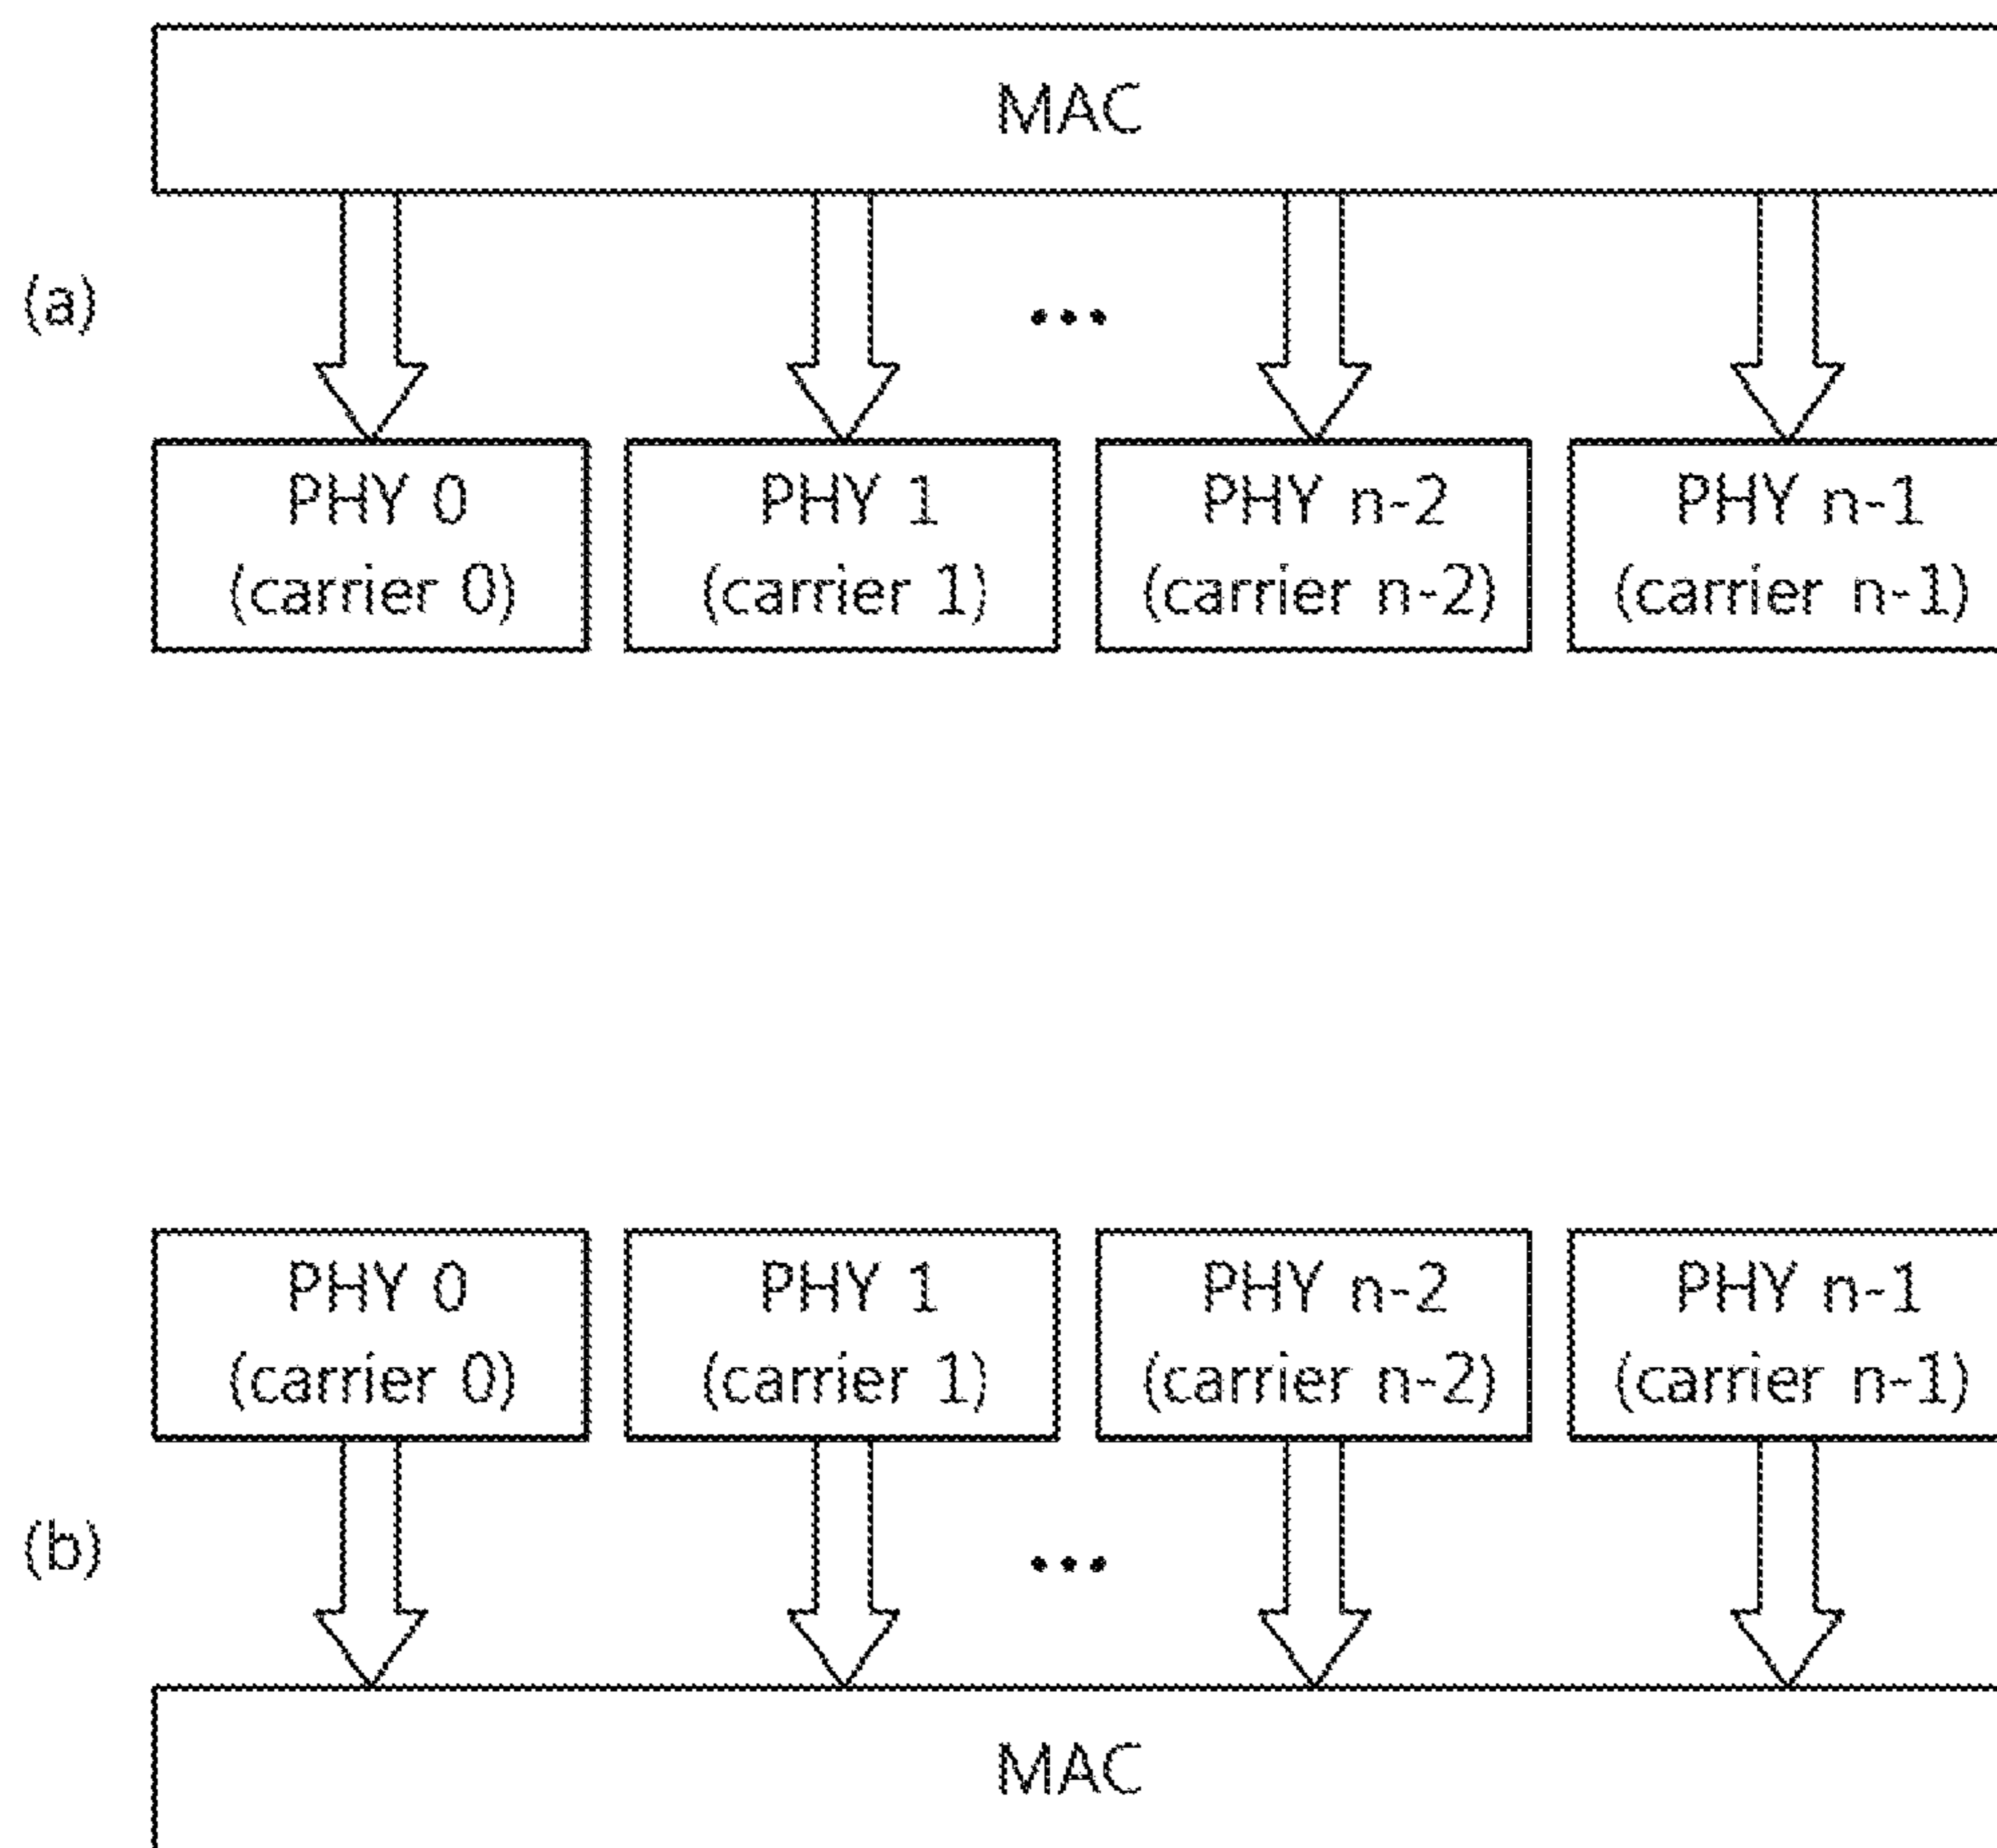 MAC
(a)
...
PHY 0
(carrier 0)
PHY 1
(carrier 1)
PHY n-2
(carrier n-2)
PHY n-1
(carrier n-1)
PHY 0
(carrier 0)
PHY 1
(carrier 1)
PHY n-2
(carrier n-2)
PHY n-1
(carrier n-1)
(b)
...
MAC